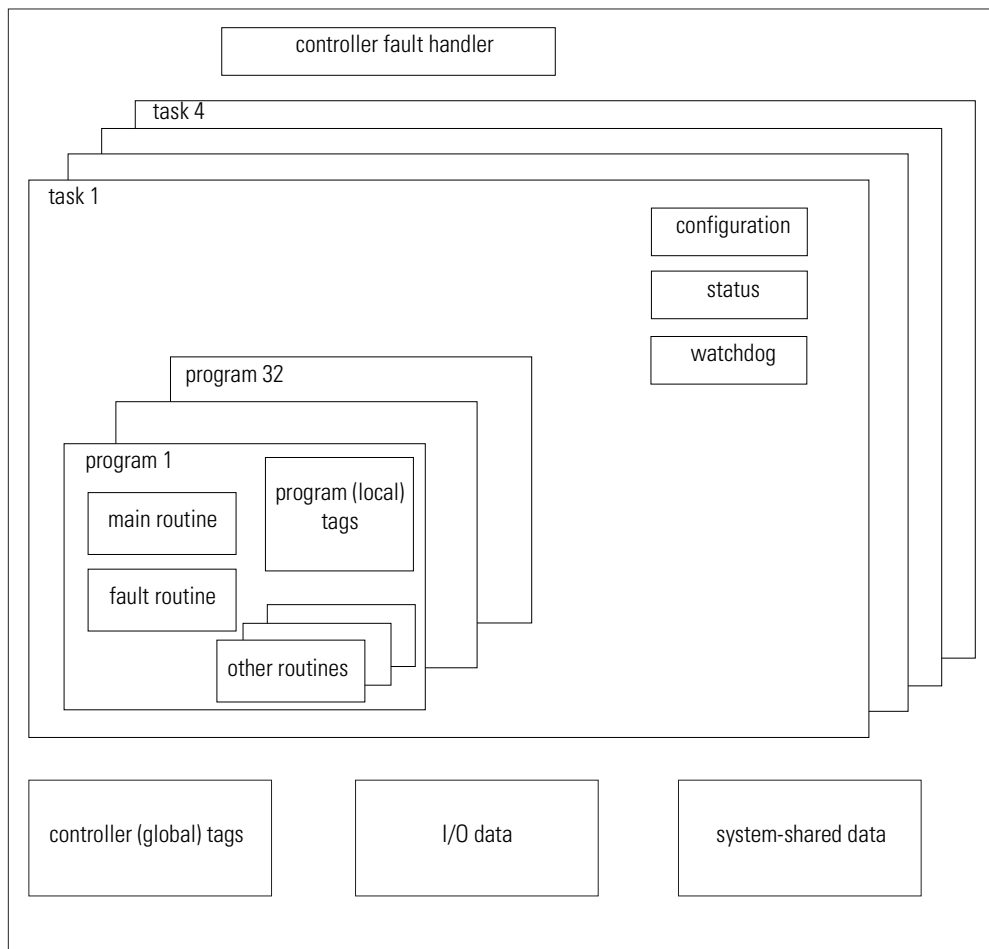 controller fault handler
task 4
task 1
configuration
status
watchdog
program 32
program 1
program (local)
tags
main routine
fault routine
other routines
controller (global) tags
I/O data
system-shared data